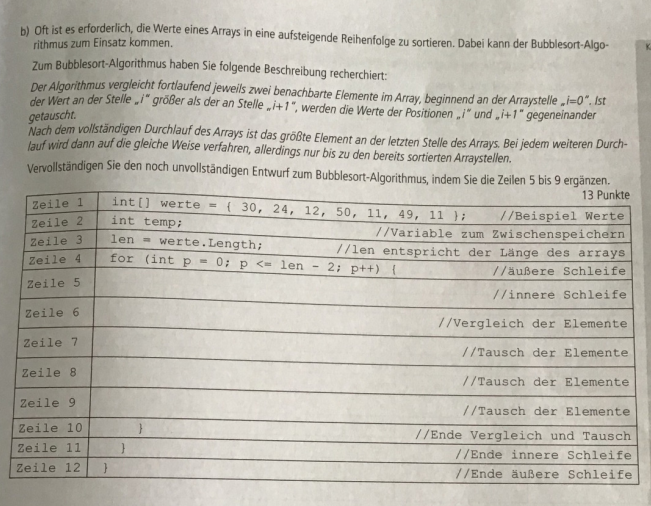 b) Oft ist es erforderlich, die Werte eines Arrays in eine aufsteigende Reihenfolge zu sortieren. Dabei kann der Bubblesort-Algo-
rithmus zum Einsatz kommen.
Zum Bubblesort-Algorithmus haben Sie folgende Beschreibung recherchiert:
Der Algorithmus vergleicht fortlaufend jeweils zwei benachbarte Elemente im Array, beginnend an der Arraystelle „i=0“. Ist
der Wert an der Stelle „i“ größer als der an Stelle „i+1“, werden die Werte der Positionen „i“ und „i+1“ gegeneinander
getauscht.
Nach dem vollständigen Durchlauf des Arrays ist das größte Element an der letzten Stelle des Arrays. Bei jedem weiteren Durch-
lauf wird dann auf die gleiche Weise verfahren, allerdings nur bis zu den bereits sortierten Arraystellen.
Vervollständigen Sie den noch unvollständigen Entwurf zum Bubblesort-Algorithmus, indem Sie die Zeilen 5 bis 9 ergänzen.
13 Punkte
Zeile 1 int[] werte = { 30, 24, 12, 50, 11, 49, 11 }; //Beispiel Werte
Zeile 2 int temp; //Variable zum Zwischenspeichern
Zeile 3 len = werte.Length; //len entspricht der Länge des arrays
Zeile 4 for (int p = 0; p <= len - 2; p++) { //äußere Schleife
Zeile 5 //innere Schleife
Zeile 6 //Vergleich der Elemente
Zeile 7 //Tausch der Elemente
Zeile 8 //Tausch der Elemente
Zeile 9 //Tausch der Elemente
Zeile 10 } //Ende Vergleich und Tausch
Zeile 11 } //Ende innere Schleife
Zeile 12 } //Ende äußere Schleife